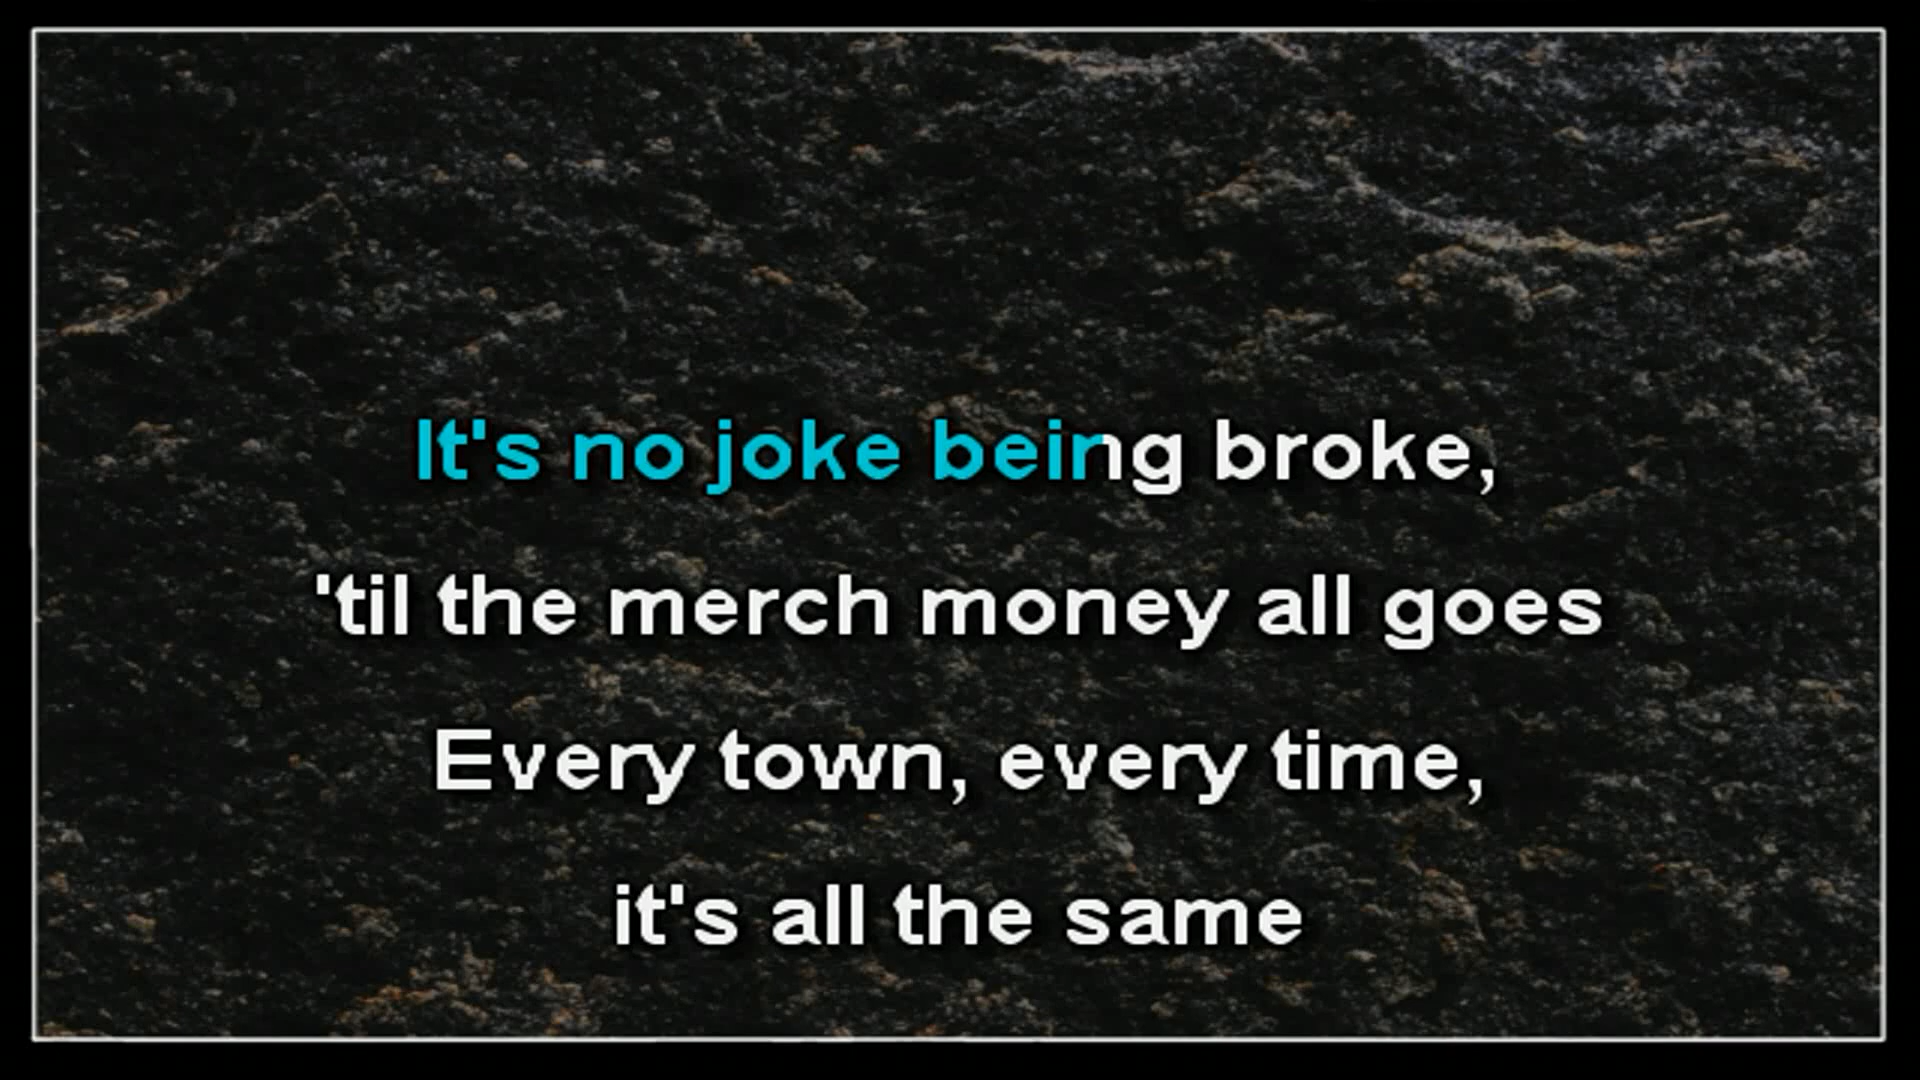 It's no joke being broke,
'til the merch money all goes
Every town, every time,
it's all the same